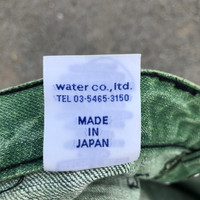 water co.,ltd.
TEL 03-5465-3150
MADE
IN
JAPAN